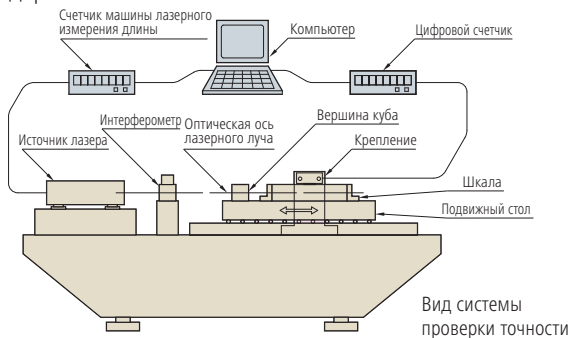 Счетчик машины лазерного
измерения длины
Компьютер
Цифровой счетчик
Интерферометр
Оптическая ось
лазерного луча
Вершина куба
Источник лазера
Крепление
Шкала
Подвижный стол
Вид системы
проверки точности